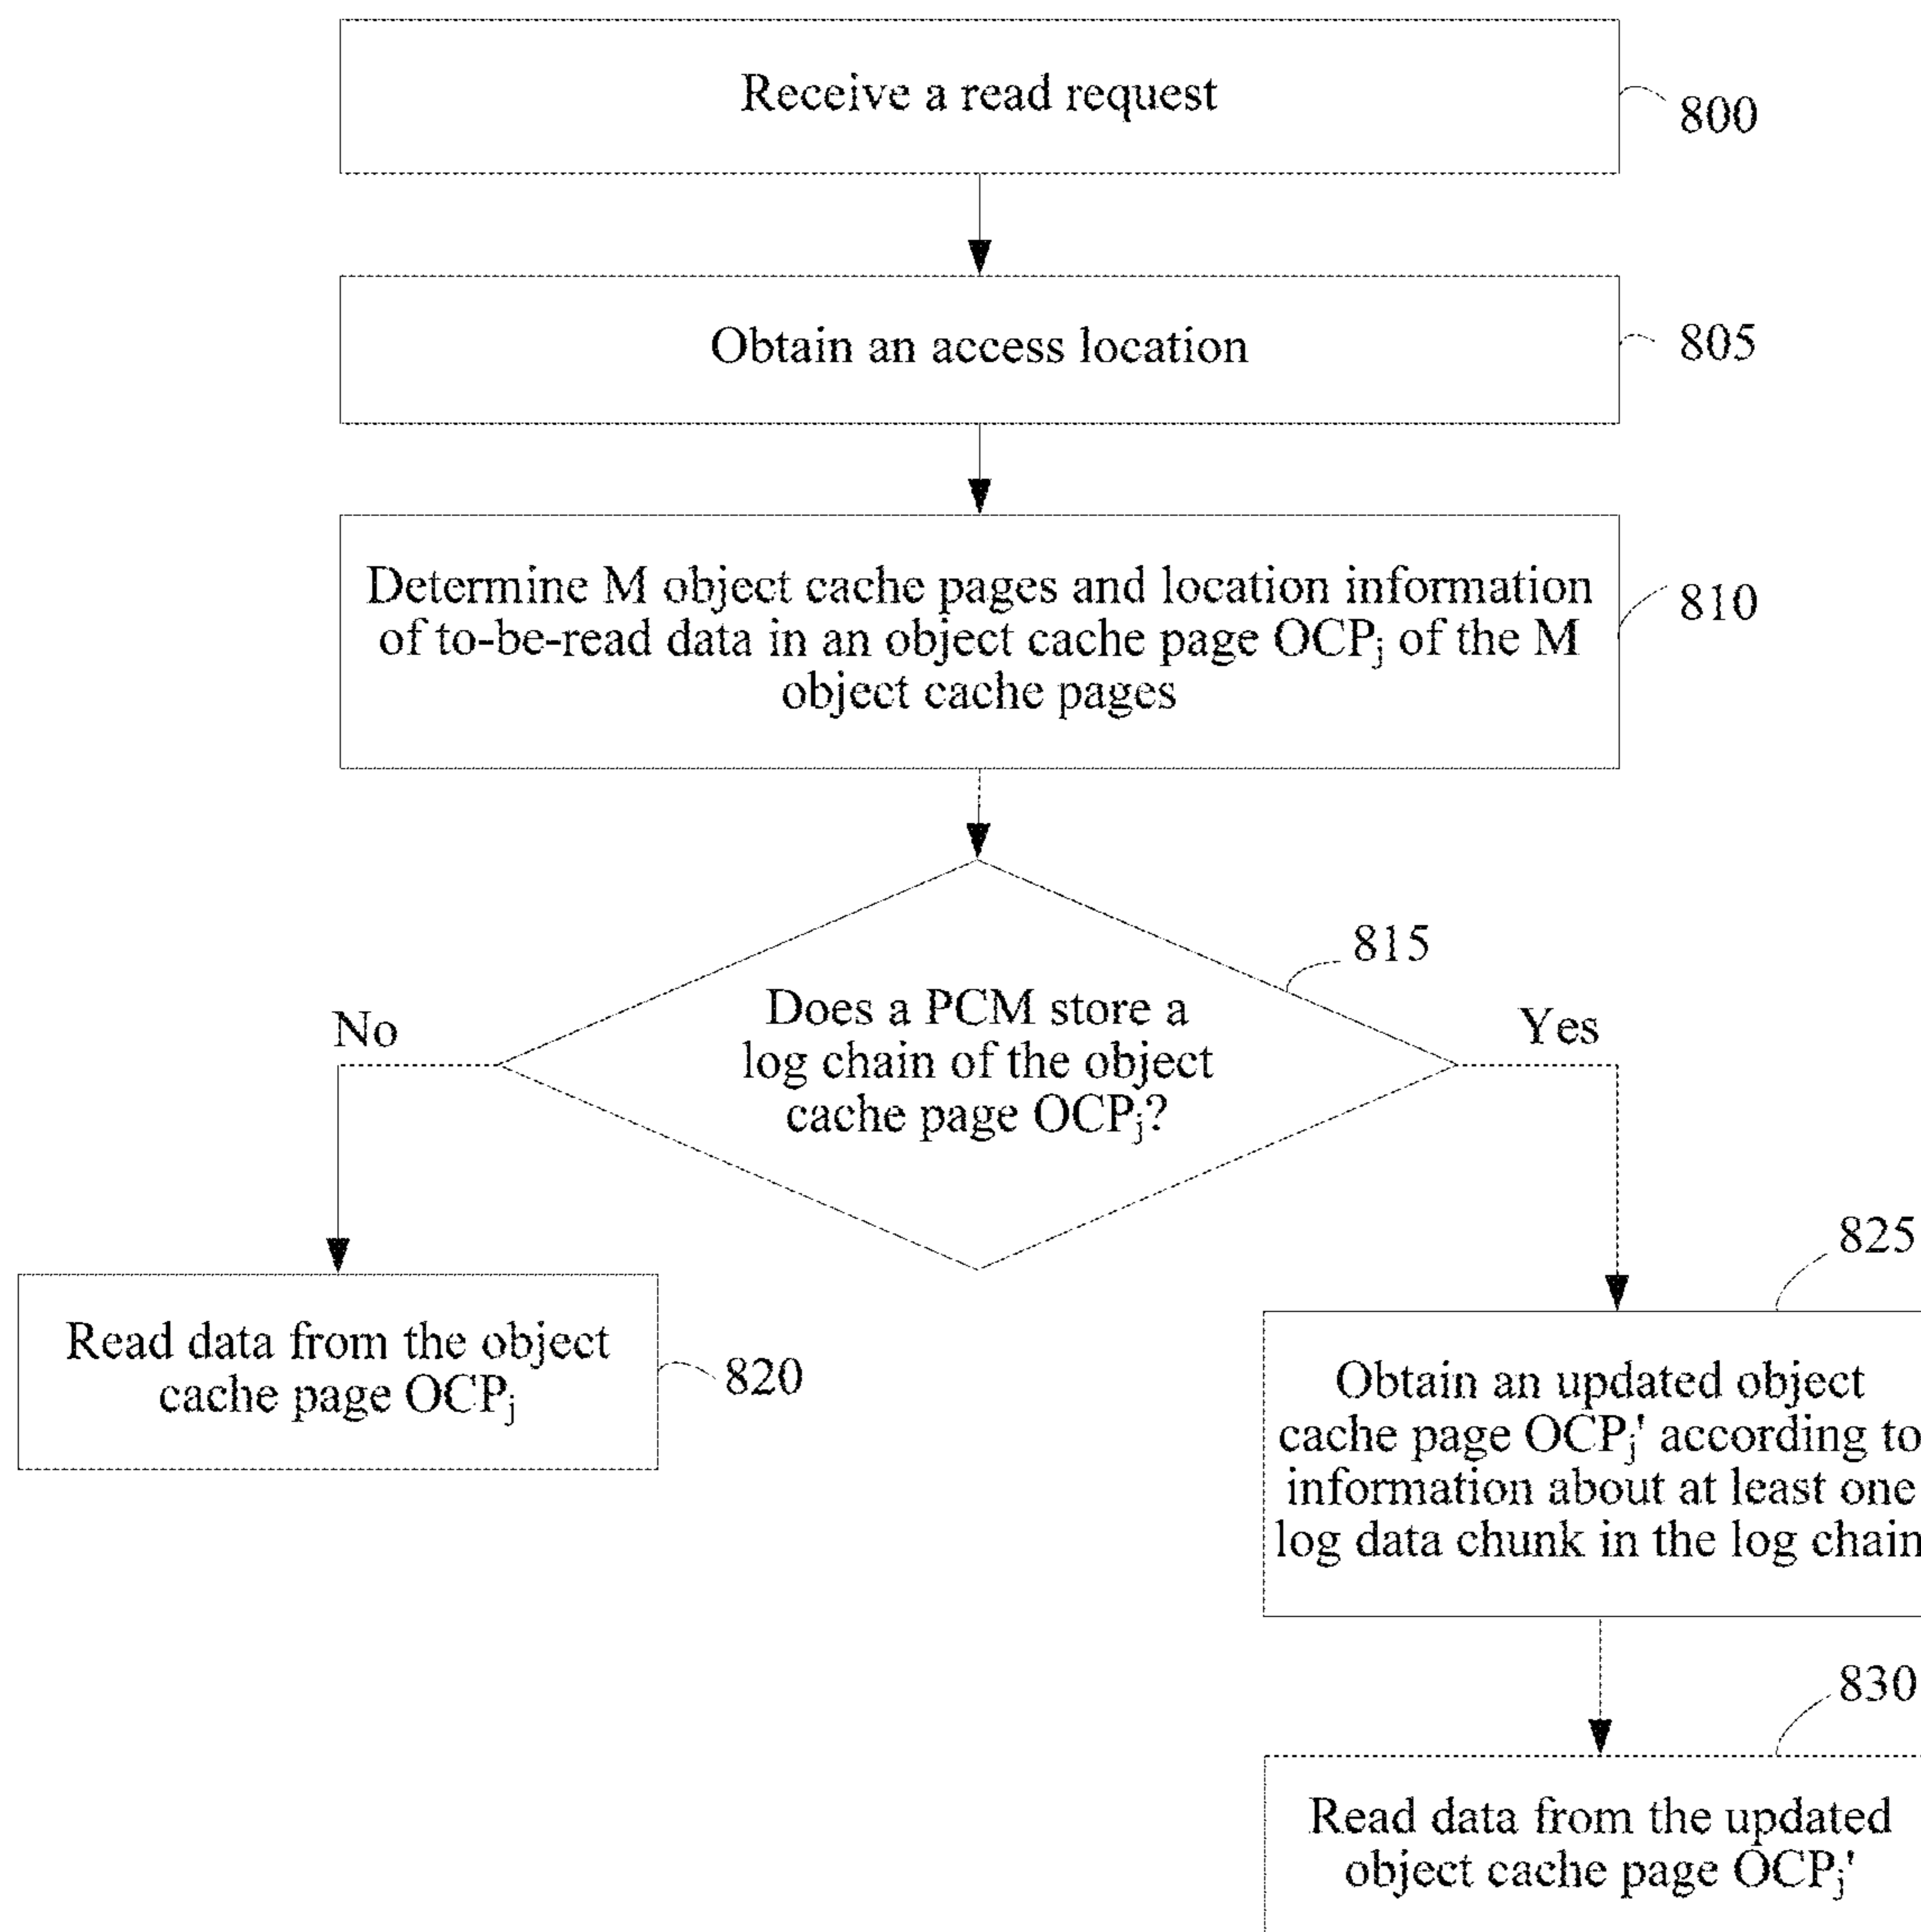 Receive a read request
800
Obtain an access location
805
Determine M object cache pages and location information
of to-be-read data in an object cache page OCPj of the M
object cache pages
810
815
Does a PCM store a
log chain of the object
cache page OCPj?
No
Yes
Read data from the object
cache page OCPj
820
825
Obtain an updated object
cache page OCPj' according to
information about at least one
log data chunk in the log chain
830
Read data from the updated
object cache page OCPj'